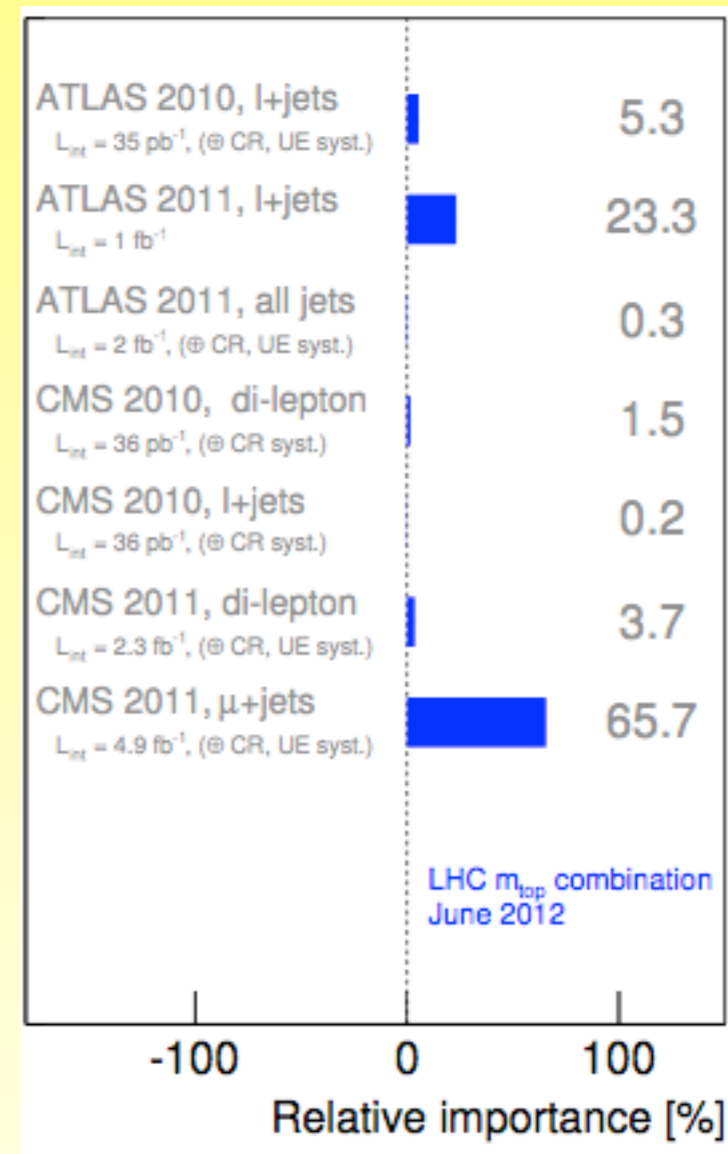 ATLAS 2010, l+jets 5.3
L_int = 35 pb⁻¹, (⊕ CR, UE syst.)
ATLAS 2011, l+jets 23.3
L_int = 1 fb⁻¹
ATLAS 2011, all jets 0.3
L_int = 2 fb⁻¹, (⊕ CR, UE syst.)
CMS 2010, di-lepton 1.5
L_int = 36 pb⁻¹, (⊕ CR syst.)
CMS 2010, l+jets 0.2
L_int = 36 pb⁻¹, (⊕ CR syst.)
CMS 2011, di-lepton 3.7
L_int = 2.3 fb⁻¹, (⊕ CR, UE syst.)
CMS 2011, μ+jets 65.7
L_int = 4.9 fb⁻¹, (⊕ CR, UE syst.)
LHC m_top combination
June 2012
-100 0 100
Relative importance [%]